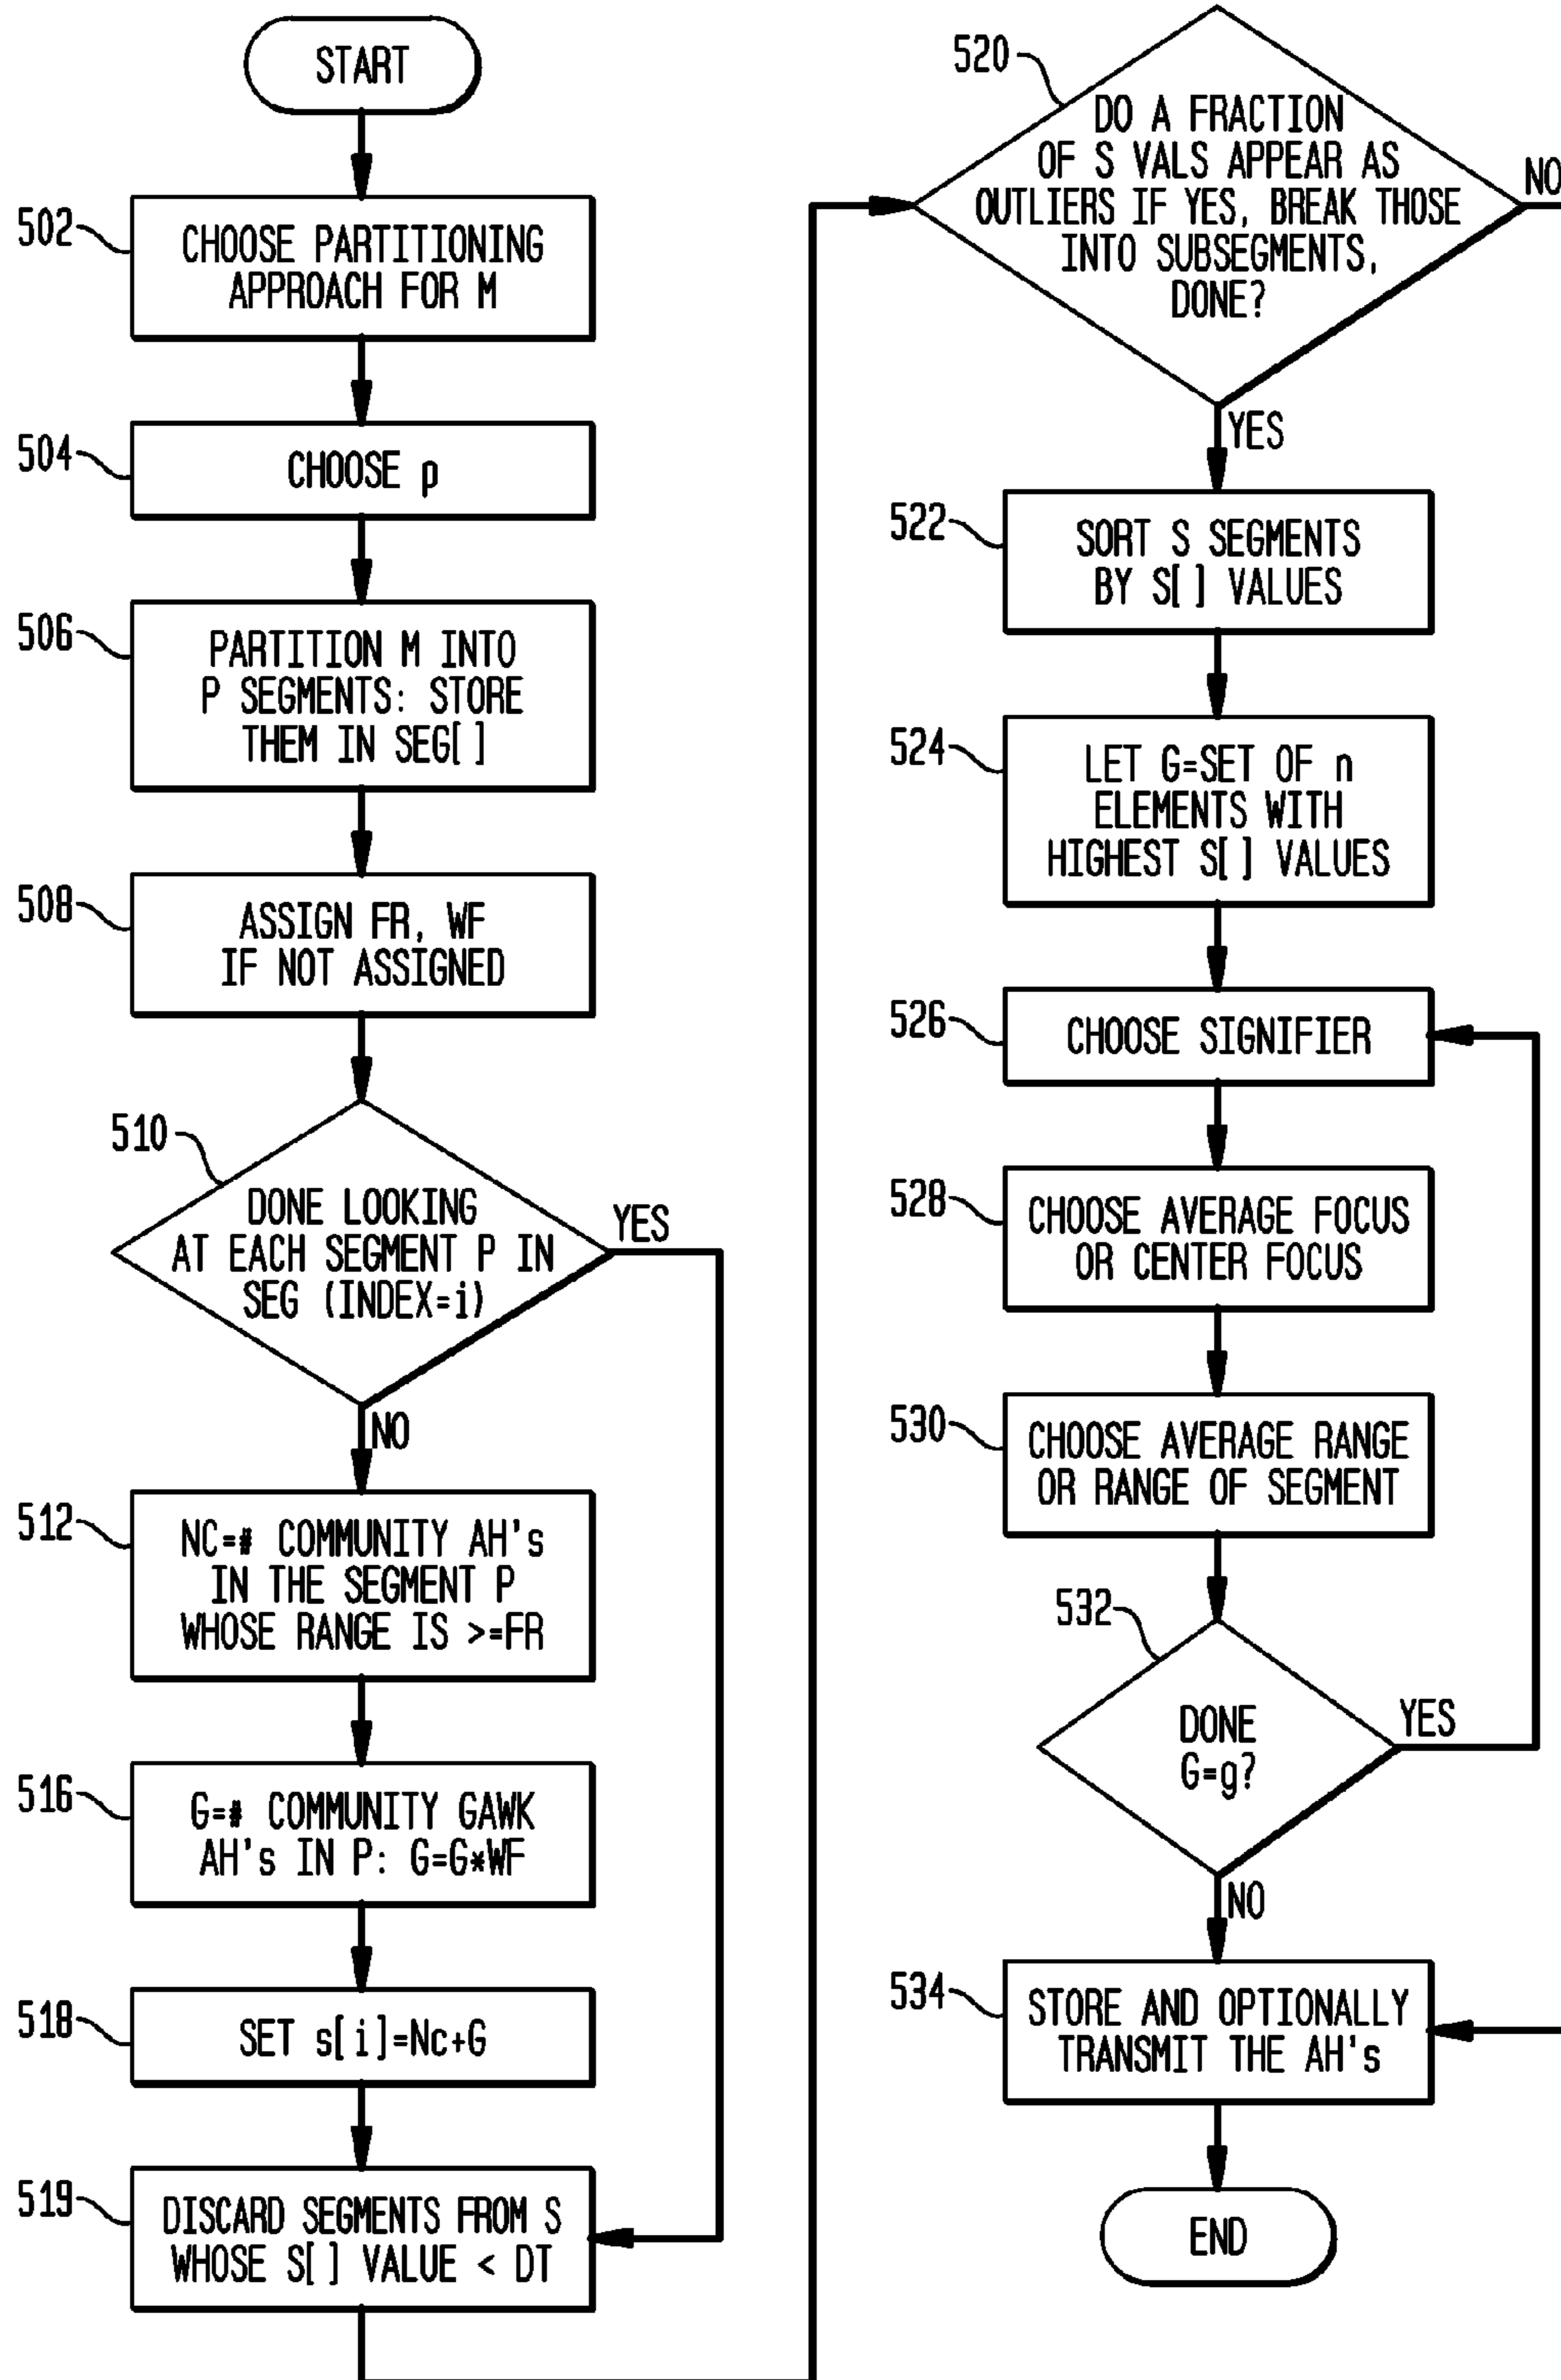 START
502
CHOOSE PARTITIONING
APPROACH FOR M
504
CHOOSE p
506
PARTITION M INTO
P SEGMENTS: STORE
THEM IN SEG[ ]
508
ASSIGN FR, WF
IF NOT ASSIGNED
510
DONE LOOKING
AT EACH SEGMENT P IN
SEG (INDEX=i)
YES
NO
512
NC=# COMMUNITY AH's
IN THE SEGMENT P
WHOSE RANGE IS >=FR
516
G=# COMMUNITY GAWK
AH's IN P: G=G*WF
518
SET s[i]=Nc+G
519
DISCARD SEGMENTS FROM S
WHOSE S[ ] VALUE < DT
520
DO A FRACTION
OF S VALS APPEAR AS
OUTLIERS IF YES, BREAK THOSE
INTO SUBSEGMENTS,
DONE?
NO
YES
522
SORT S SEGMENTS
BY S[ ] VALUES
524
LET G=SET OF n
ELEMENTS WITH
HIGHEST S[ ] VALUES
526
CHOOSE SIGNIFIER
528
CHOOSE AVERAGE FOCUS
OR CENTER FOCUS
530
CHOOSE AVERAGE RANGE
OR RANGE OF SEGMENT
532
DONE
G=g?
YES
NO
534
STORE AND OPTIONALLY
TRANSMIT THE AH's
END